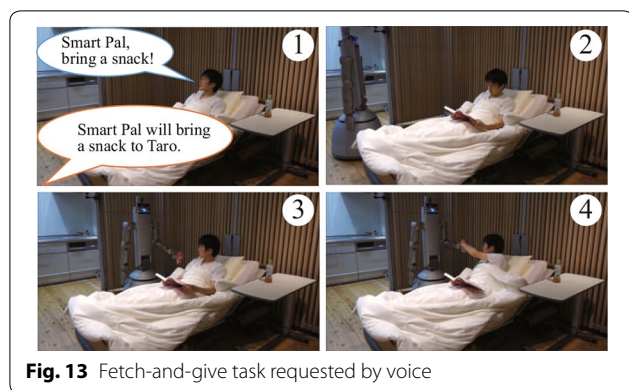 Smart Pal,
bring a snack!
1
Smart Pal will bring
a snack to Taro.
2
3
4
Fig. 13 Fetch-and-give task requested by voice